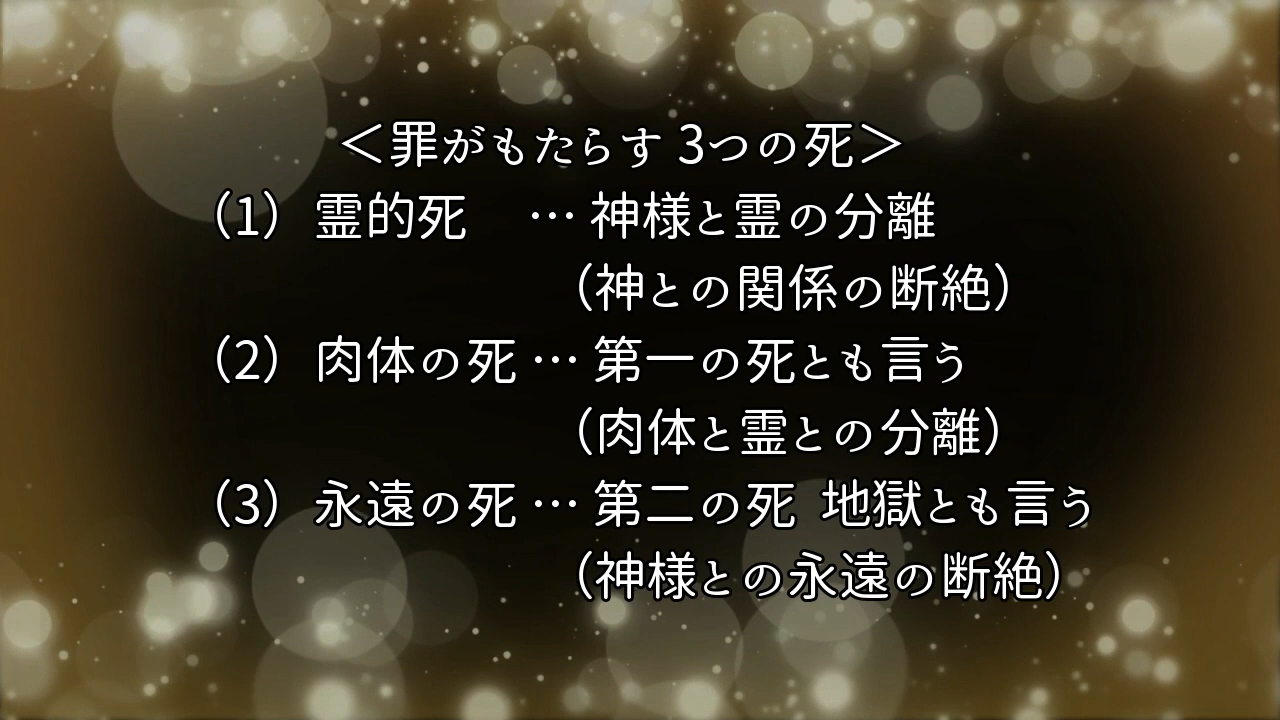 ＜罪がもたらす 3つの死＞
（1）霊的死　… 神様と霊の分離
（神との関係の断絶）
（2）肉体の死 … 第一の死とも言う
（肉体と霊との分離）
（3）永遠の死 … 第二の死 地獄とも言う
（神様との永遠の断絶）